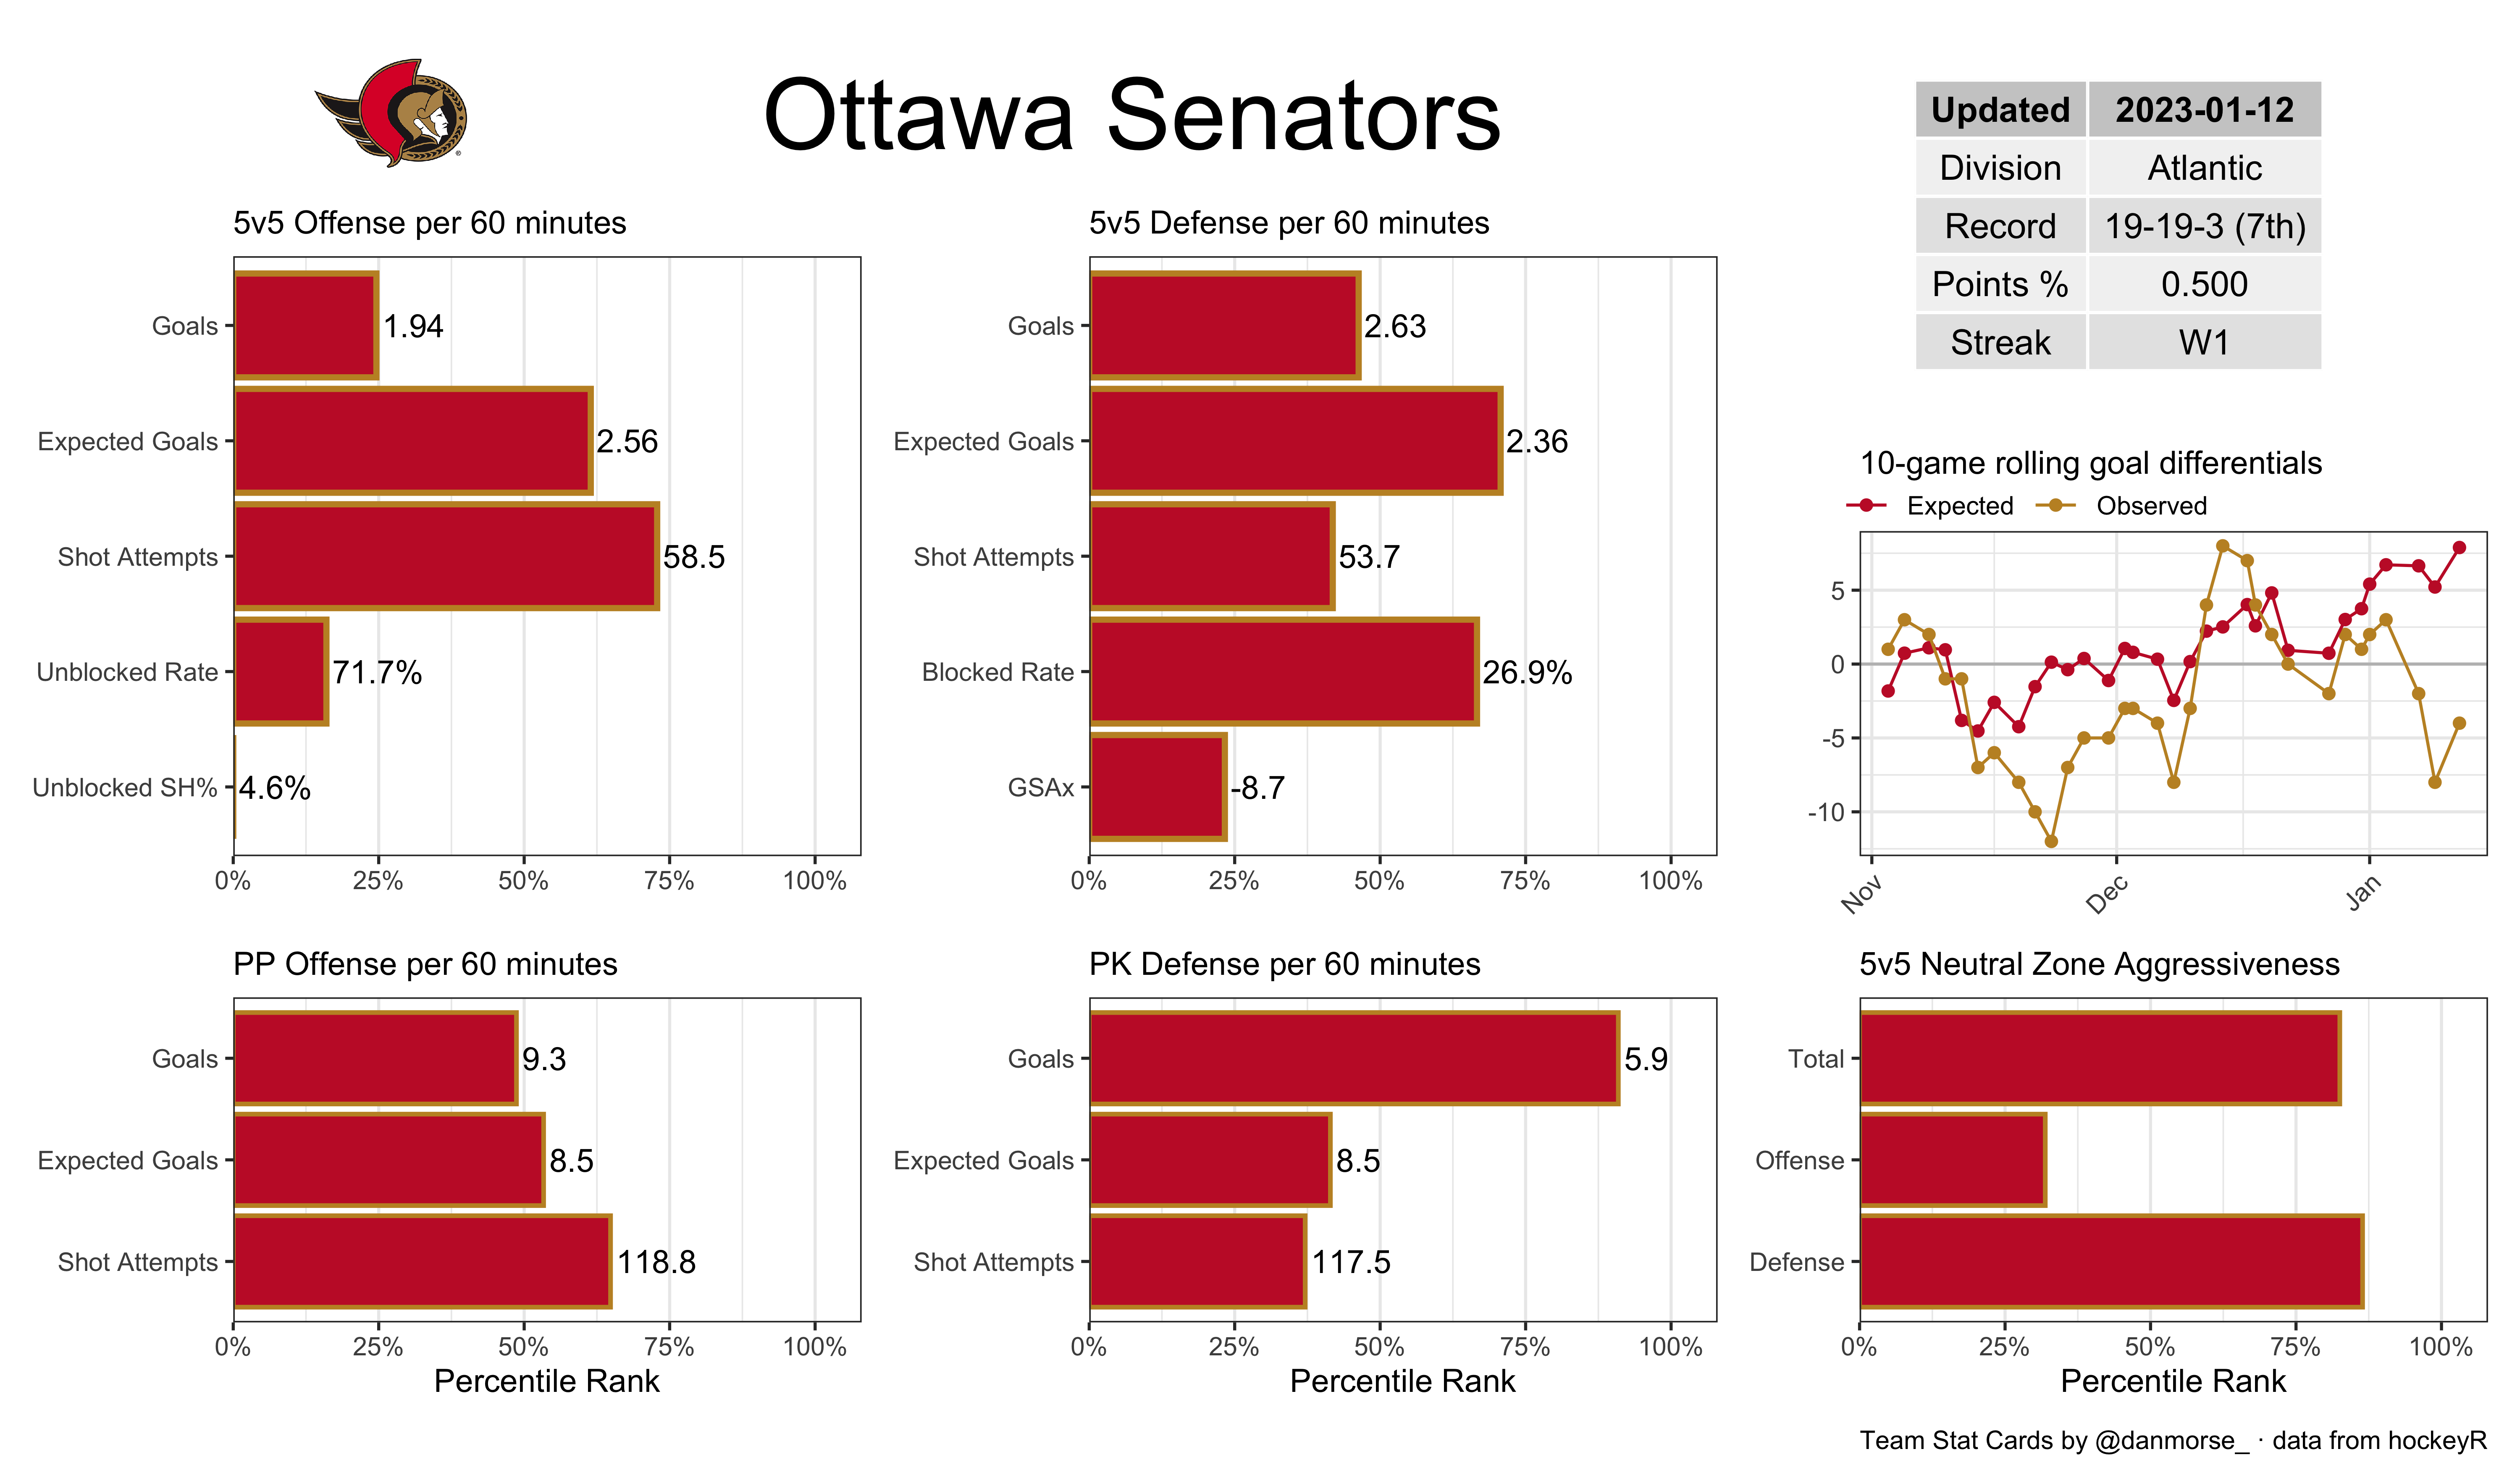 Ottawa Senators
Updated 2023-01-12
Division Atlantic
Record 19-19-3 (7th)
Points % 0.500
Streak W1
5v5 Offense per 60 minutes
Goals 1.94
Expected Goals 2.56
Shot Attempts 58.5
Unblocked Rate 71.7%
Unblocked SH% 4.6%
0% 25% 50% 75% 100%
5v5 Defense per 60 minutes
Goals 2.63
Expected Goals 2.36
Shot Attempts 53.7
Blocked Rate 26.9%
GSAx -8.7
0% 25% 50% 75% 100%
10-game rolling goal differentials
Expected Observed
5
0
-5
-10
Nov Dec Jan
PP Offense per 60 minutes
Goals 9.3
Expected Goals 8.5
Shot Attempts 118.8
0% 25% 50% 75% 100%
Percentile Rank
PK Defense per 60 minutes
Goals 5.9
Expected Goals 8.5
Shot Attempts 117.5
0% 25% 50% 75% 100%
Percentile Rank
5v5 Neutral Zone Aggressiveness
Total
Offense
Defense
0% 25% 50% 75% 100%
Percentile Rank
Team Stat Cards by @danmorse_ · data from hockeyR